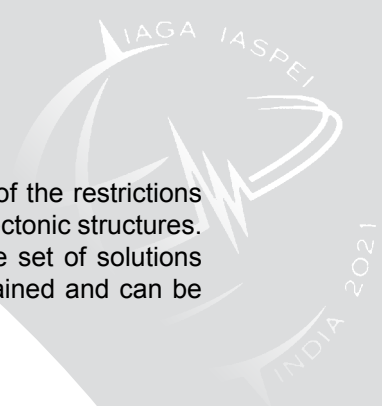 IAGA IASPEI
INDIA 2021
of the restrictions
ctonic structures.
e set of solutions
ained and can be